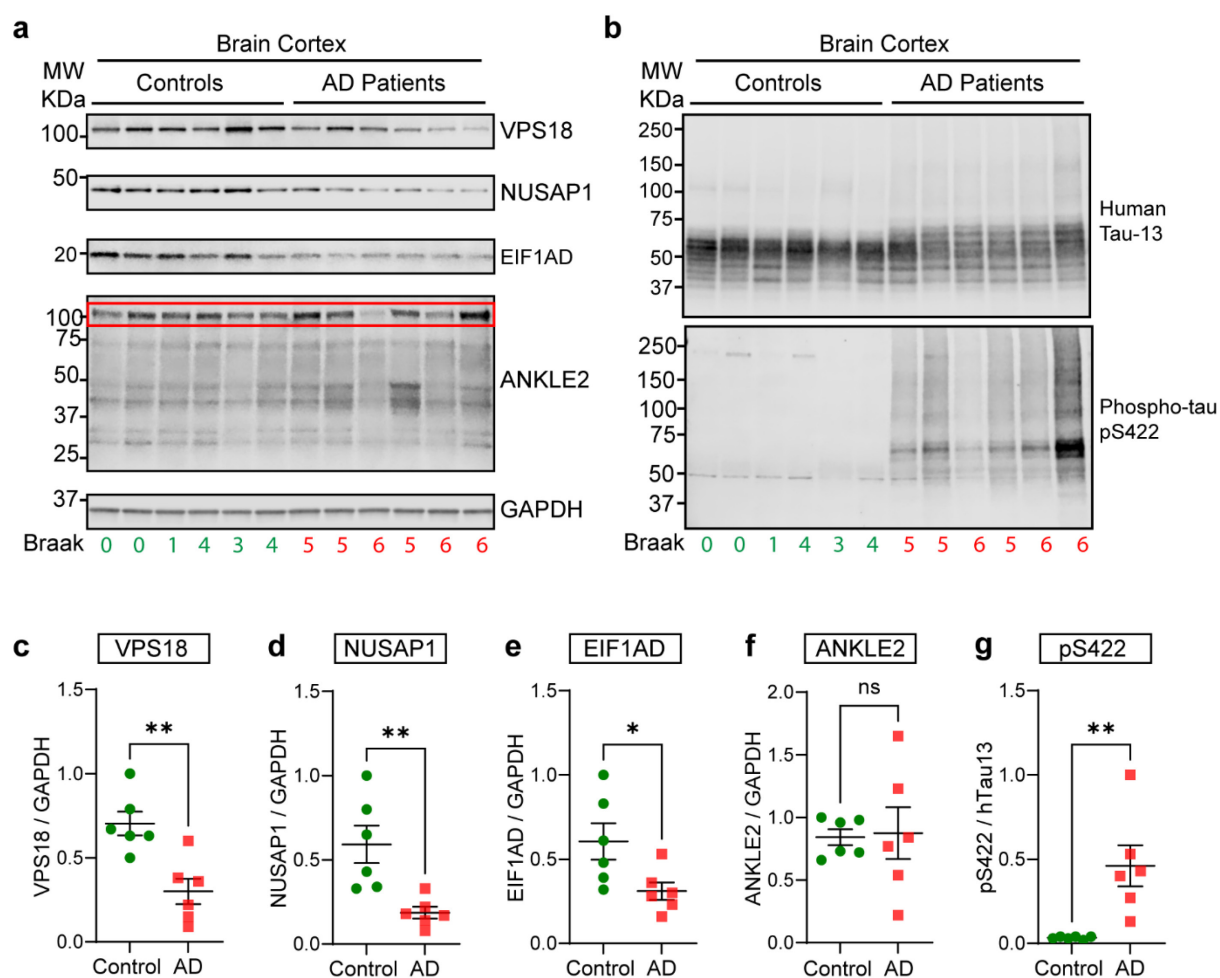 a
Brain Cortex
MW
KDa
Controls
AD Patients
100
VPS18
50
NUSAP1
20
EIF1AD
100
75
50
37
25
ANKLE2
37
GAPDH
Braak 0 0 1 4 3 4 5 5 6 5 6 6
b
Brain Cortex
MW
KDa
Controls
AD Patients
250
150
100
75
50
37
Human
Tau-13
250
150
100
75
50
37
Phospho-tau
pS422
Braak 0 0 1 4 3 4 5 5 6 5 6 6
c
VPS18
1.5
1.0
0.5
0.0
VPS18 / GAPDH
**
Control AD
d
NUSAP1
1.5
1.0
0.5
0.0
NUSAP1 / GAPDH
**
Control AD
e
EIF1AD
1.5
1.0
0.5
0.0
EIF1AD / GAPDH
*
Control AD
f
ANKLE2
2.0
1.5
1.0
0.5
0.0
ANKLE2 / GAPDH
ns
Control AD
g
pS422
1.5
1.0
0.5
0.0
pS422 / hTau13
**
Control AD